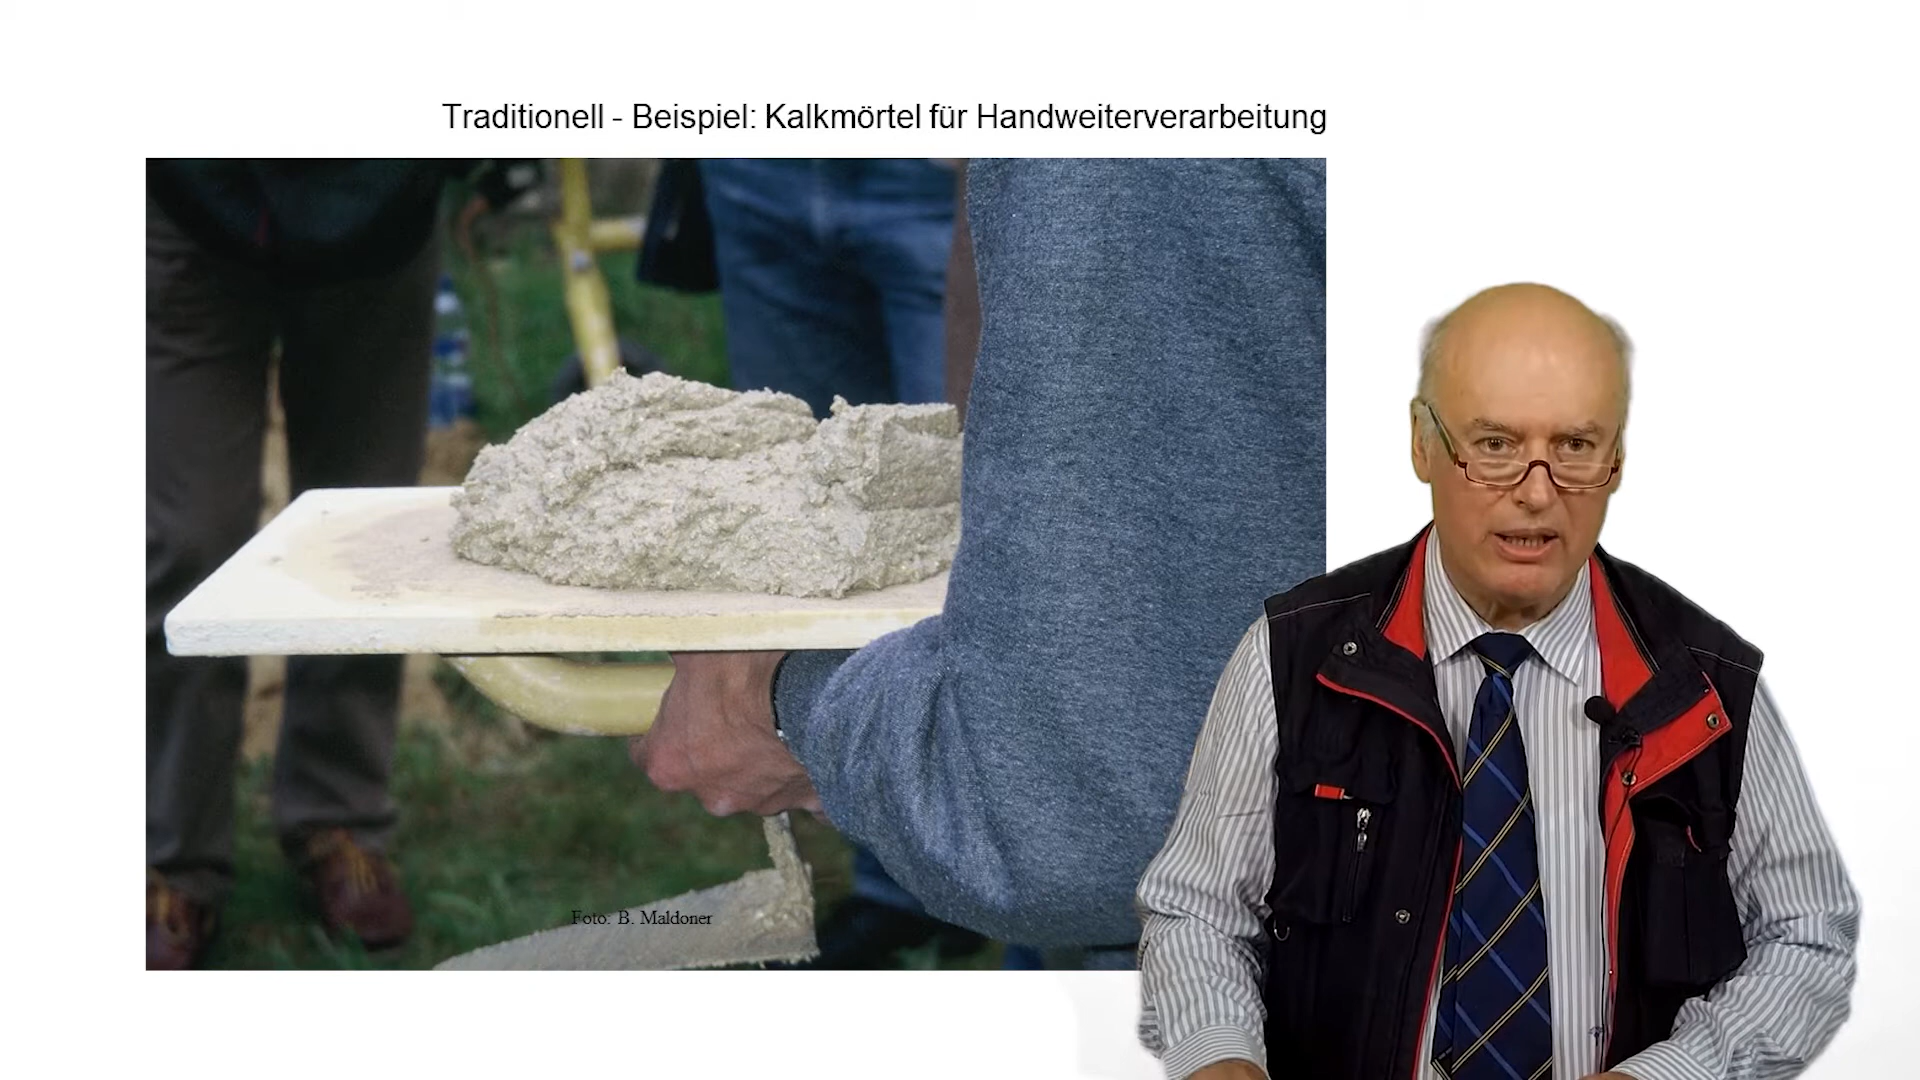 Traditionell - Beispiel: Kalkmörtel für Handweiterverarbeitung
Foto: B. Maldoner